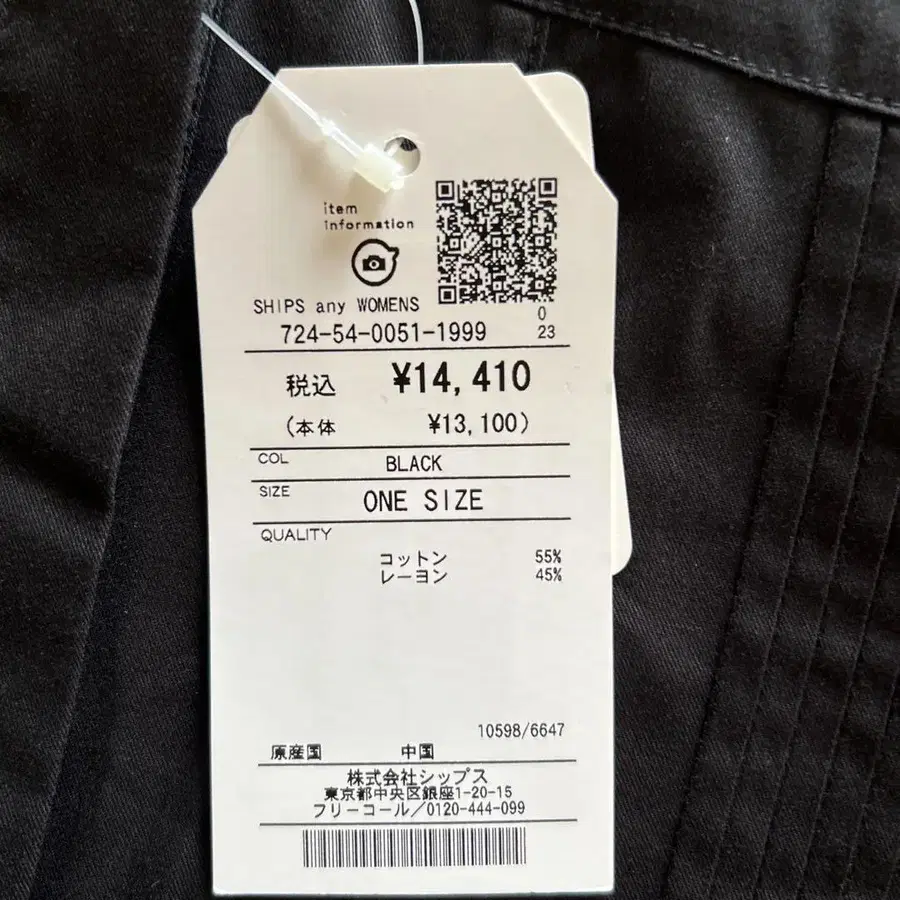 item
information
SHIPS any WOMENS
0
724-54-0051-1999
23
税込 ¥14,410
(本体 ¥13,100)
COL BLACK
SIZE ONE SIZE
QUALITY
コットン 55%
レーヨン 45%
10598/6647
原産国 中国
株式会社シップス
東京都中央区銀座1-20-15
フリーコール/0120-444-099